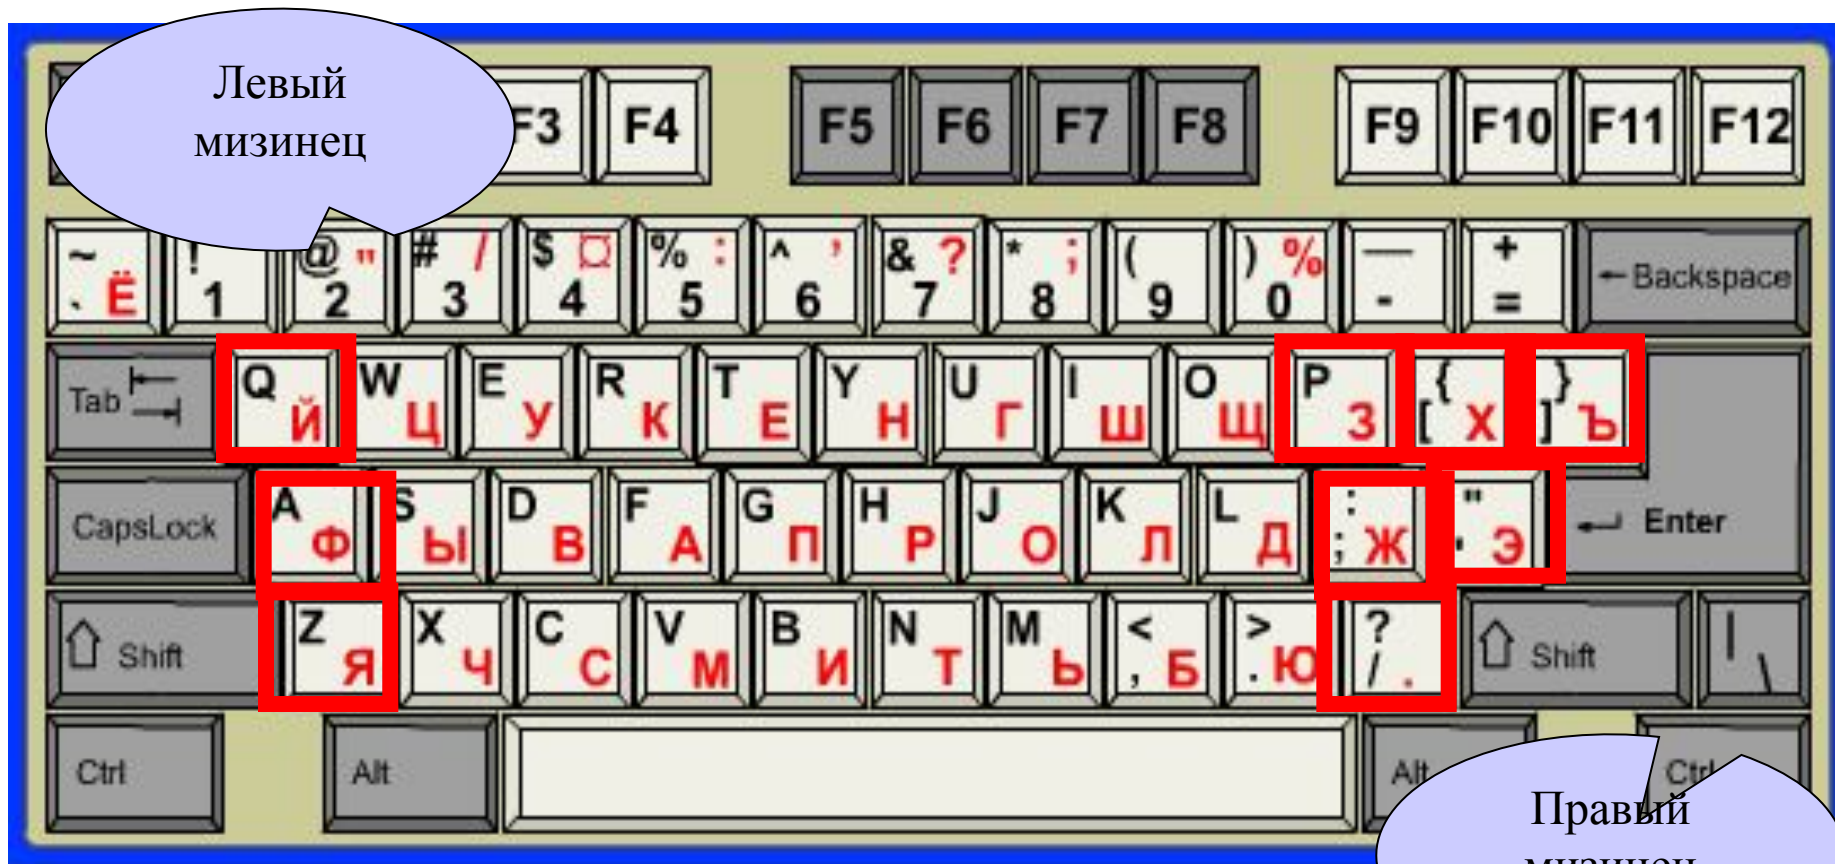 Левый
мизинец
F3 F4 F5 F6 F7 F8 F9 F10 F11 F12
~ ` Ё ! 1 @ " 2 # / 3 $ ¤ 4 % : 5 ^ , 6 & ? 7 * ; 8 ( 9 ) % 0 — - + = ←Backspace
Tab Q Й W Ц E У R К T Е Y Н U Г I Ш O Щ P З { [ Х } ] Ъ
CapsLock A Ф S Ы D В F А G П H Р J О K Л L Д : ; Ж " ' Э Enter
Shift Z Я X Ч C С V М B И N Т M Ь < , Б > . Ю ? / . Shift | \
Ctrl Alt Alt Ctrl
Правый
мизинец